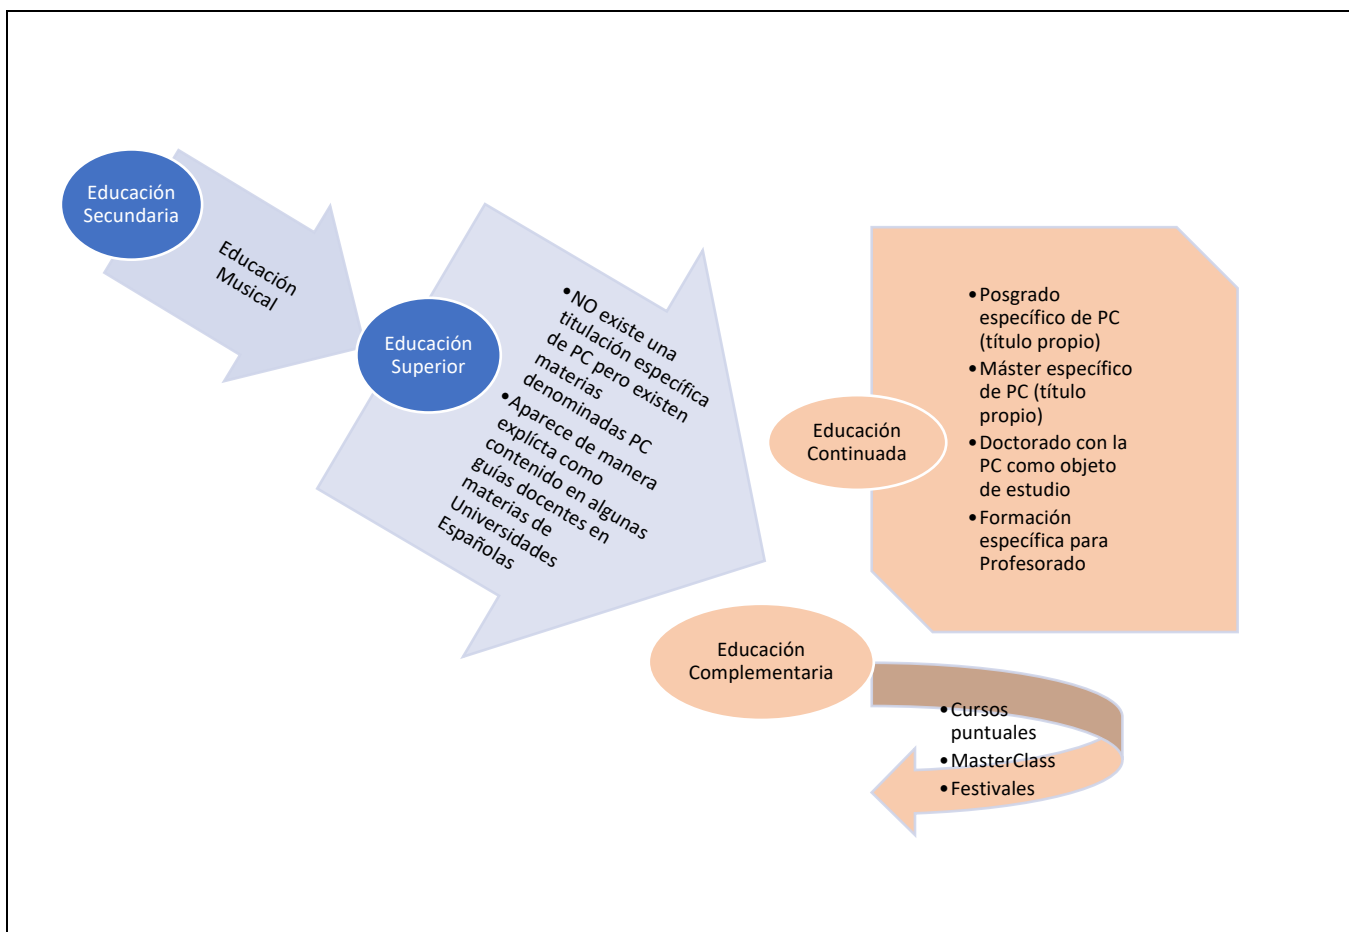 Educación
Secundaria
Educación
Musical
Educación
Superior
•NO existe una
titulación específica
de PC pero existen
materias
denominadas PC
•Aparece de manera
explícta como
contenido en algunas
guías docentes en
materias de
Universidades
Españolas
Educación
Continuada
•Posgrado
específico de PC
(título propio)
•Máster específico
de PC (título
propio)
•Doctorado con la
PC como objeto
de estudio
•Formación
específica para
Profesorado
Educación
Complementaria
•Cursos
puntuales
•MasterClass
•Festivales